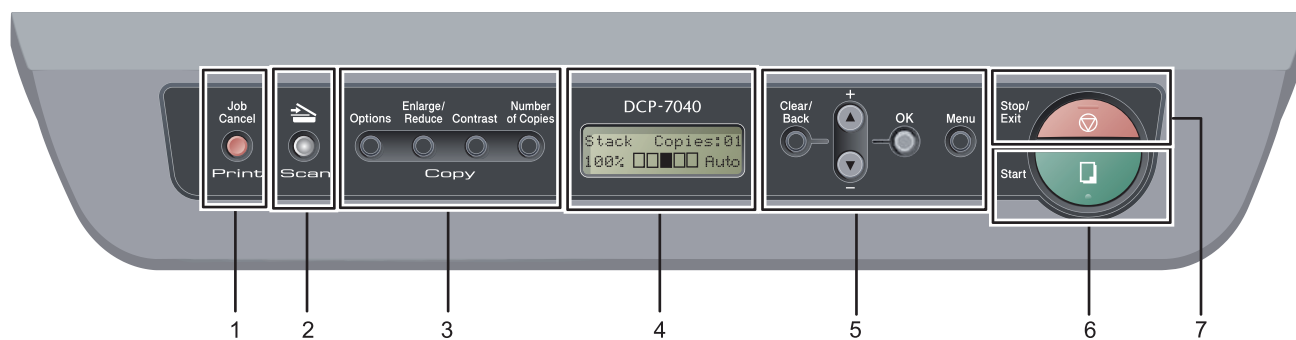 Job
Cancel
Print
Scan
Options
Enlarge/
Reduce
Contrast
Number
of Copies
Copy
DCP-7040
Stack Copies:01
100% Auto
Clear/
Back
+
-
OK
Menu
Stop/
Exit
Start
1 2 3 4 5 6 7